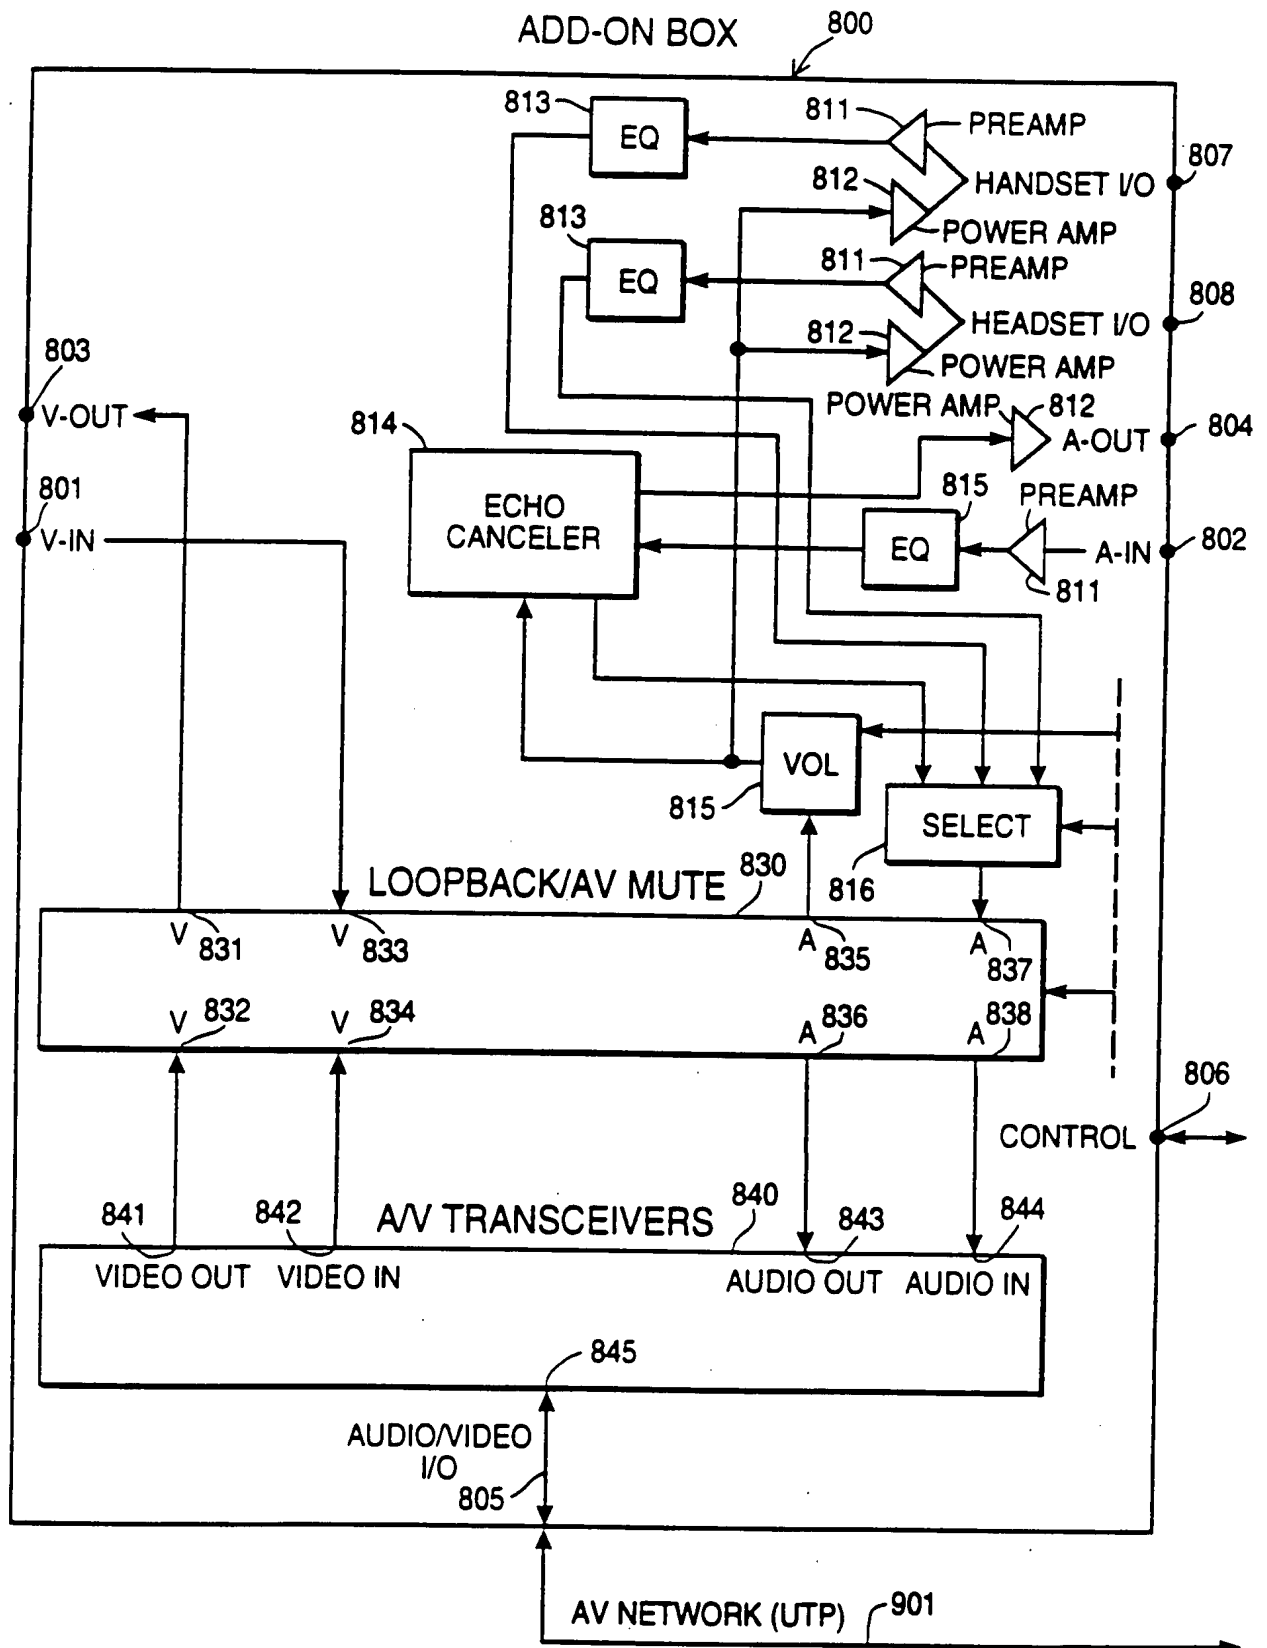 ADD-ON BOX
800
813
EQ
811
PREAMP
807
812
HANDSET I/O
POWER AMP
813
EQ
811
PREAMP
808
812
HEADSET I/O
POWER AMP
803
V-OUT
POWER AMP
812
A-OUT
804
814
ECHO
CANCELER
801
V-IN
815
EQ
PREAMP
A-IN
802
811
VOL
815
SELECT
816
LOOPBACK/AV MUTE
830
V
831
V
833
A
835
A
837
V
832
V
834
A
836
A
838
806
CONTROL
A/V TRANSCEIVERS
840
841
842
843
844
VIDEO OUT
VIDEO IN
AUDIO OUT
AUDIO IN
845
AUDIO/VIDEO
I/O
805
AV NETWORK (UTP)
901